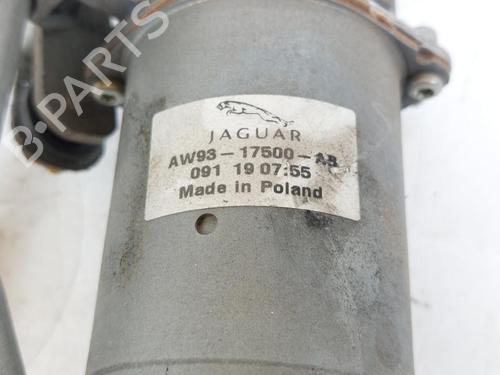 B-PARTS
JAGUAR
AW93-17500-AB
091 19 07:55
Made in Poland